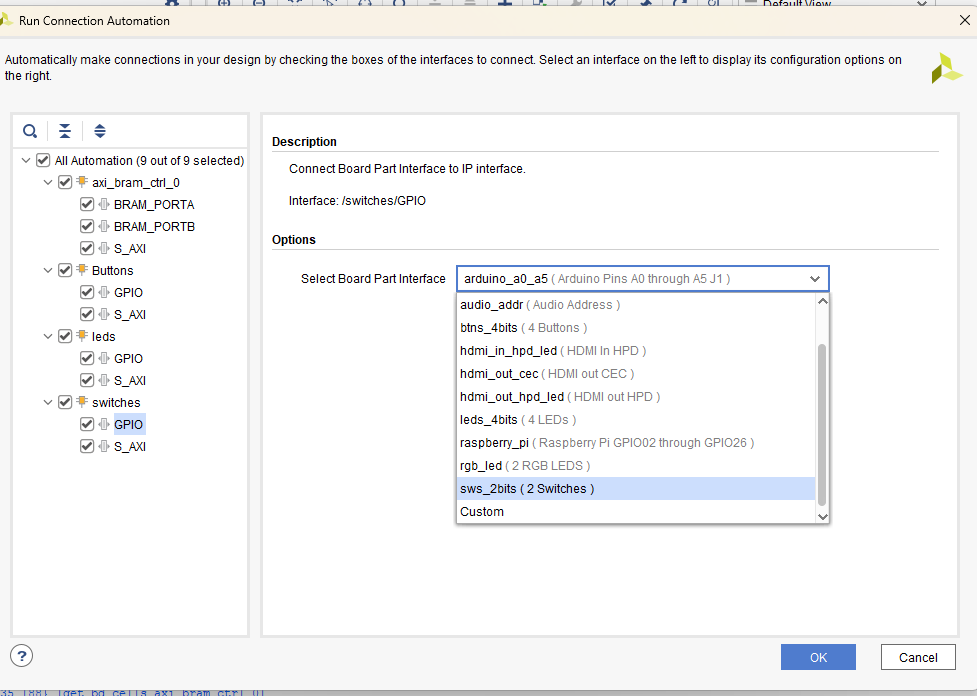 Default View
Run Connection Automation
Automatically make connections in your design by checking the boxes of the interfaces to connect. Select an interface on the left to display its configuration options on
the right.
All Automation (9 out of 9 selected)
axi_bram_ctrl_0
BRAM_PORTA
BRAM_PORTB
S_AXI
Buttons
GPIO
S_AXI
leds
GPIO
S_AXI
switches
GPIO
S_AXI
Description
Connect Board Part Interface to IP interface.
Interface: /switches/GPIO
Options
Select Board Part Interface
arduino_a0_a5 ( Arduino Pins A0 through A5 J1 )
audio_addr ( Audio Address )
btns_4bits ( 4 Buttons )
hdmi_in_hpd_led ( HDMI In HPD )
hdmi_out_cec ( HDMI out CEC )
hdmi_out_hpd_led ( HDMI out HPD )
leds_4bits ( 4 LEDs )
raspberry_pi ( Raspberry Pi GPIO02 through GPIO26 )
rgb_led ( 2 RGB LEDS )
sws_2bits ( 2 Switches )
Custom
?
OK
Cancel
35 {88} [get_bd_cells axi_bram_ctrl_0]